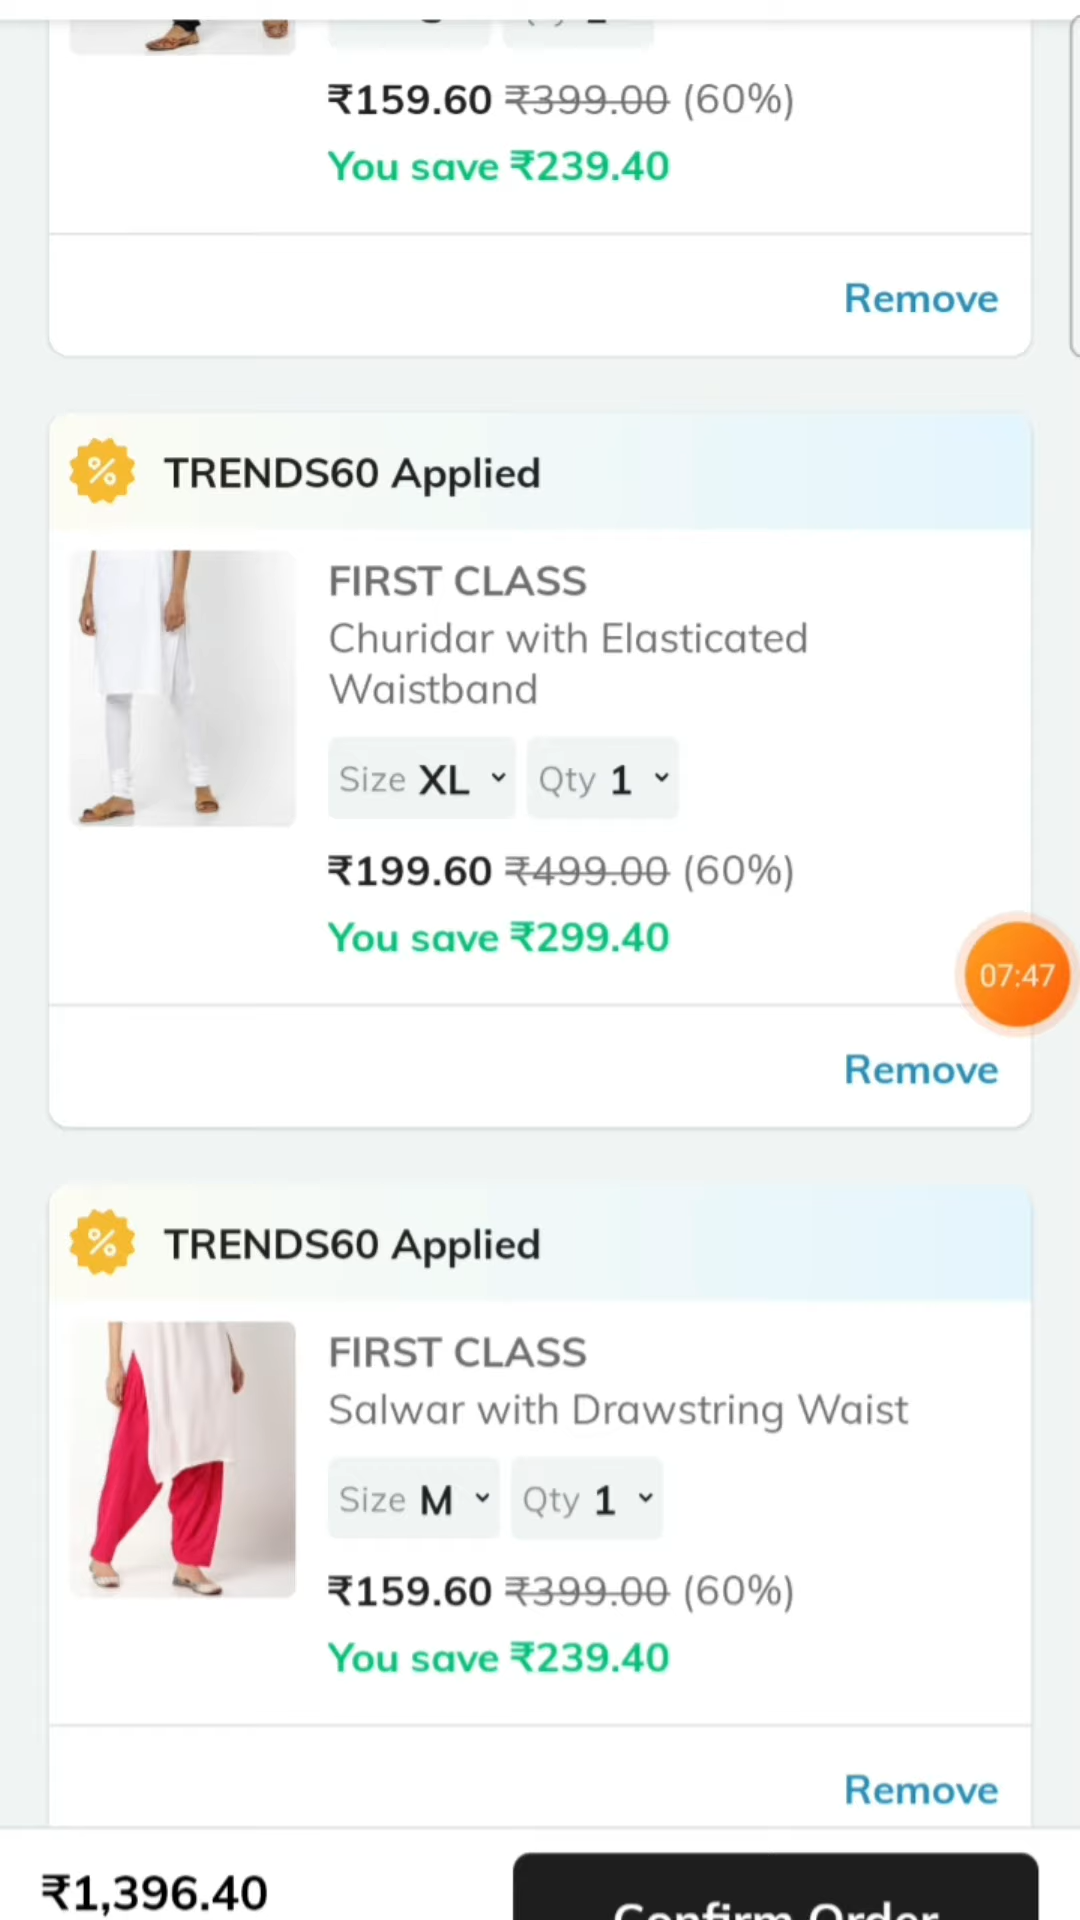 ₹159.60 ₹399.00 (60%)
You save ₹239.40
Remove
% TRENDS60 Applied
FIRST CLASS
Churidar with Elasticated
Waistband
Size XL Qty 1
₹199.60 ₹499.00 (60%)
You save ₹299.40
07:47
Remove
% TRENDS60 Applied
FIRST CLASS
Salwar with Drawstring Waist
Size M Qty 1
₹159.60 ₹399.00 (60%)
You save ₹239.40
Remove
₹1,396.40 Confirm Order